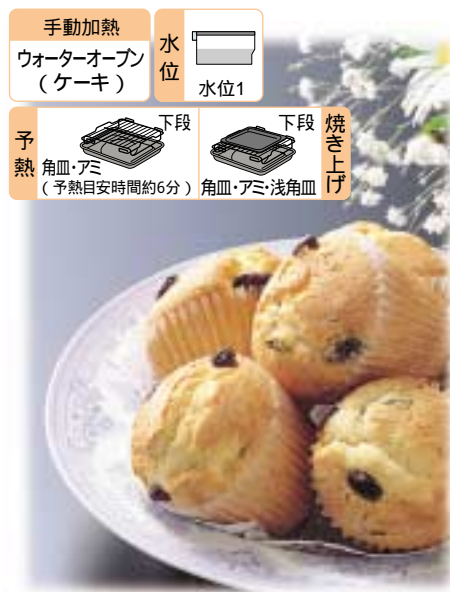 手動加熱
ウォーターオーブン
(ケーキ)
水位
水位1
予熱
下段
角皿・アミ
(予熱目安時間約6分)
下段
角皿・アミ・浅角皿
焼き上げ